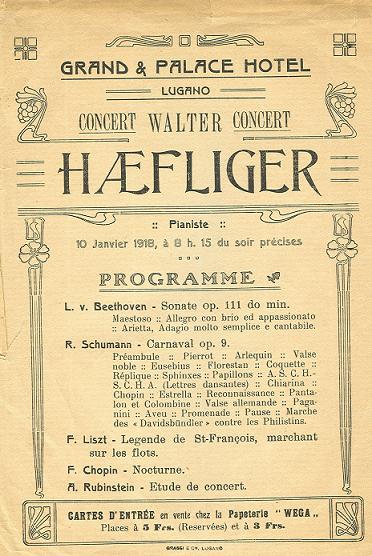 GRAND & PALACE HOTEL
LUGANO
CONCERT WALTER CONCERT
HÆFLIGER
:: Pianiste ::
10 Janvier 1918, à 8 h. 15 du soir précises
PROGRAMME
L. v. Beethoven - Sonate op. 111 do min.
Maestoso :: Allegro con brio ed appassionato
:: Arietta, Adagio molto semplice e cantabile.
R. Schumann - Carnaval op. 9.
Préambule :: Pierrot :: Arlequin :: Valse
noble :: Eusebius :: Florestan :: Coquette ::
Réplique :: Sphinxes :: Papillons :: A. S. C. H.-
S. C. H. A. (Lettres dansantes) :: Chiarina ::
Chopin :: Estrella :: Reconnaissance :: Panta-
lon et Colombine :: Valse allemande :: Paga-
nini :: Aveu :: Promenade :: Pause :: Marche
des « Davidsbündler » contre les Philistins.
F. Liszt - Legende de St-François, marchant
sur les flots.
F. Chopin - Nocturne.
A. Rubinstein - Etude de concert.
CARTES D'ENTRÉE en vente chez la Papeterie "WEGA „
Places à 5 Frs. (Reservées) et à 3 Frs.
GRASSI E Cº. LUGANO